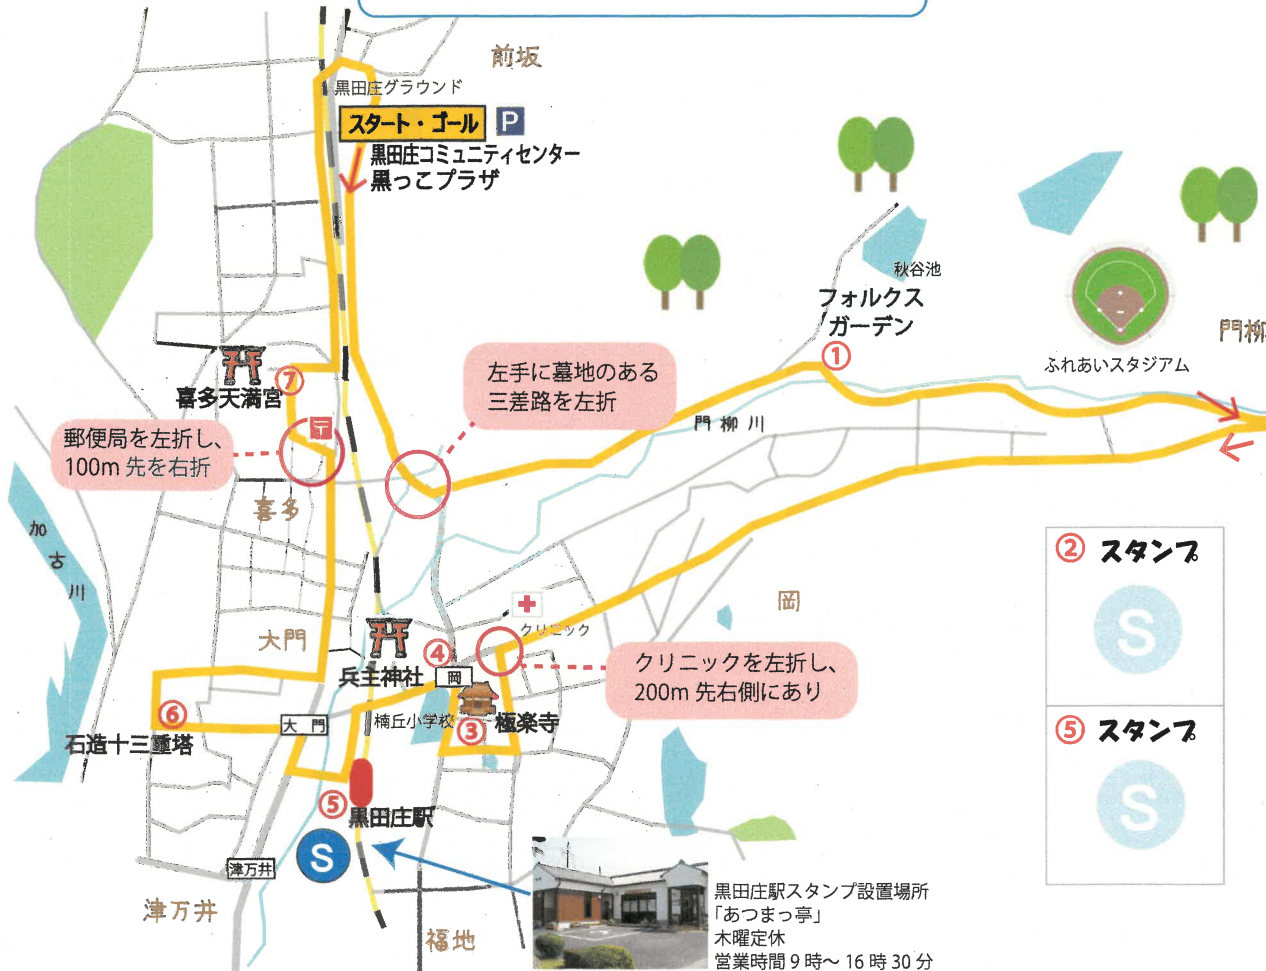 前坂
黒田庄グラウンド
スタート・ゴール P
黒田庄コミュニティセンター
黒っこプラザ
秋谷池
フォルクス
ガーデン
①
ふれあいスタジアム
門柳
左手に墓地のある
三差路を左折
門柳川
⑦
喜多天満宮
〒
郵便局を左折し、
100m 先を右折
喜多
加古川
② スタンプ
S
岡
クリニック
大門
④
兵主神社
岡
クリニックを左折し、
200m 先右側にあり
⑥
大門
楠丘小学校
③
極楽寺
石造十三重塔
⑤ スタンプ
S
⑤
黒田庄駅
S
津万井
津万井
福地
黒田庄駅スタンプ設置場所
「あつまっ亭」
木曜定休
営業時間 9 時~ 16 時 30 分